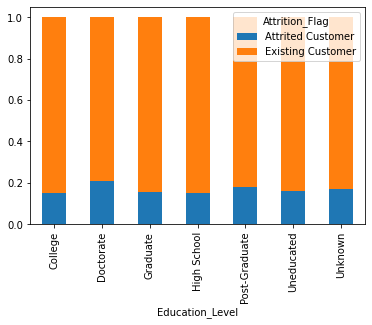 Attrition_Flag
Attrited Customer
Existing Customer
1.0
0.8
0.6
0.4
0.2
0.0
College
Doctorate
Graduate
High School
Post-Graduate
Uneducated
Unknown
Education_Level